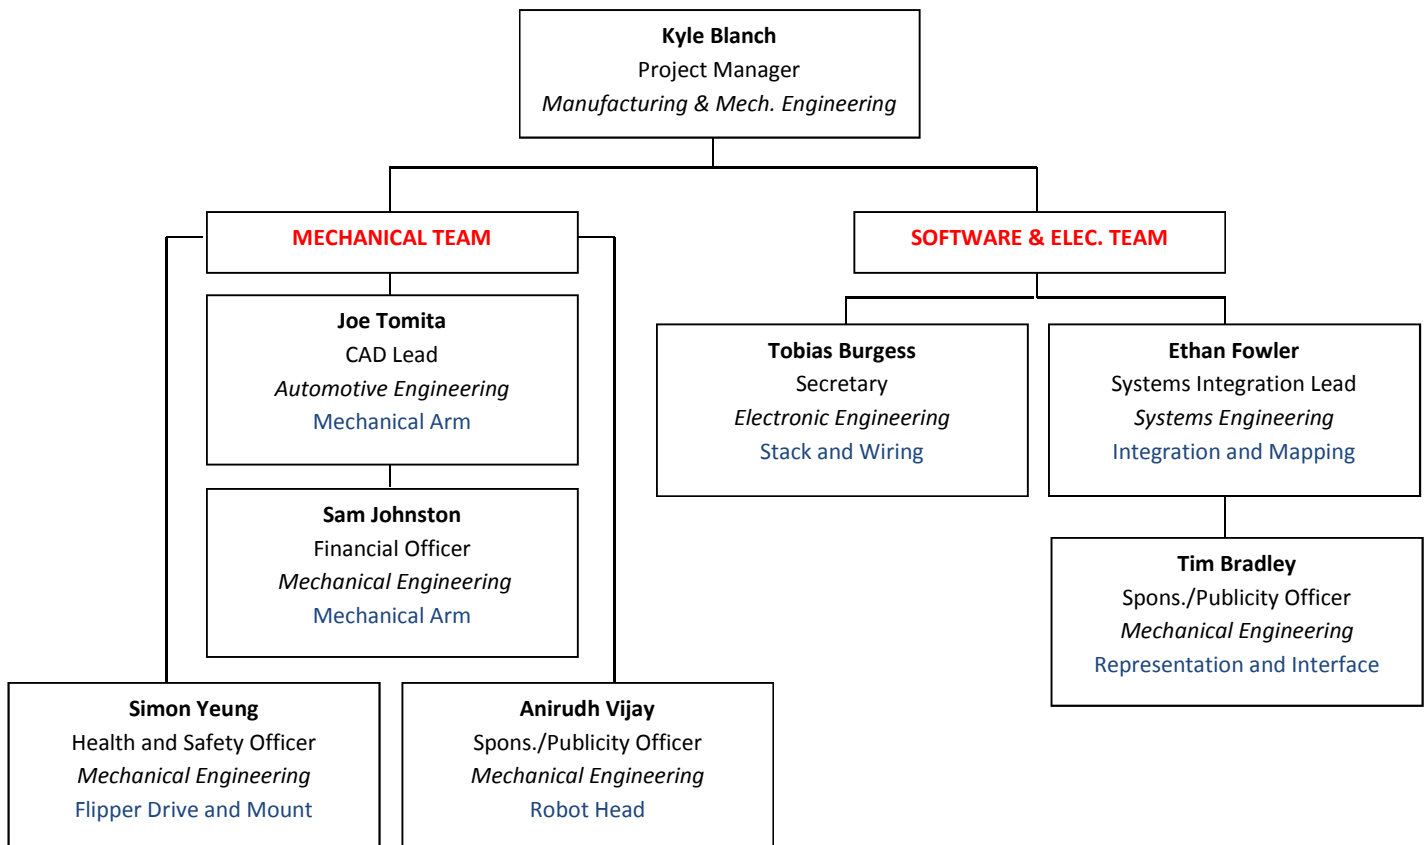 Kyle Blanch
Project Manager
Manufacturing & Mech. Engineering
MECHANICAL TEAM
SOFTWARE & ELEC. TEAM
Joe Tomita
CAD Lead
Automotive Engineering
Mechanical Arm
Tobias Burgess
Secretary
Electronic Engineering
Stack and Wiring
Ethan Fowler
Systems Integration Lead
Systems Engineering
Integration and Mapping
Sam Johnston
Financial Officer
Mechanical Engineering
Mechanical Arm
Tim Bradley
Spons./Publicity Officer
Mechanical Engineering
Representation and Interface
Simon Yeung
Health and Safety Officer
Mechanical Engineering
Flipper Drive and Mount
Anirudh Vijay
Spons./Publicity Officer
Mechanical Engineering
Robot Head